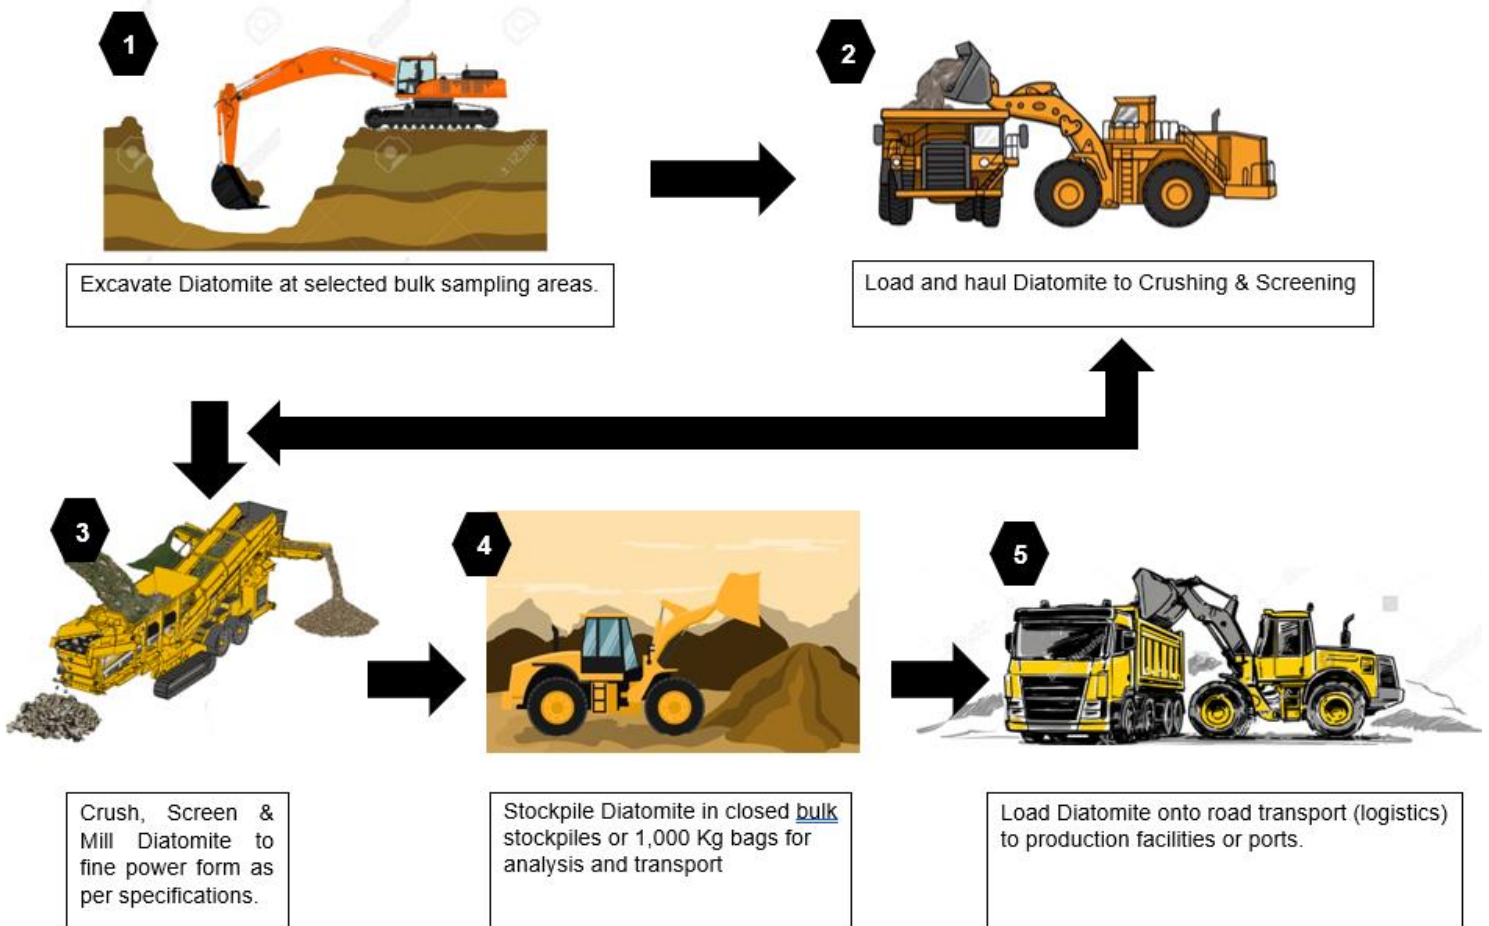 1
2
Excavate Diatomite at selected bulk sampling areas.
Load and haul Diatomite to Crushing & Screening
3
4
5
Crush, Screen &
Mill Diatomite to
fine power form as
per specifications.
Stockpile Diatomite in closed bulk
stockpiles or 1,000 Kg bags for
analysis and transport
Load Diatomite onto road transport (logistics)
to production facilities or ports.